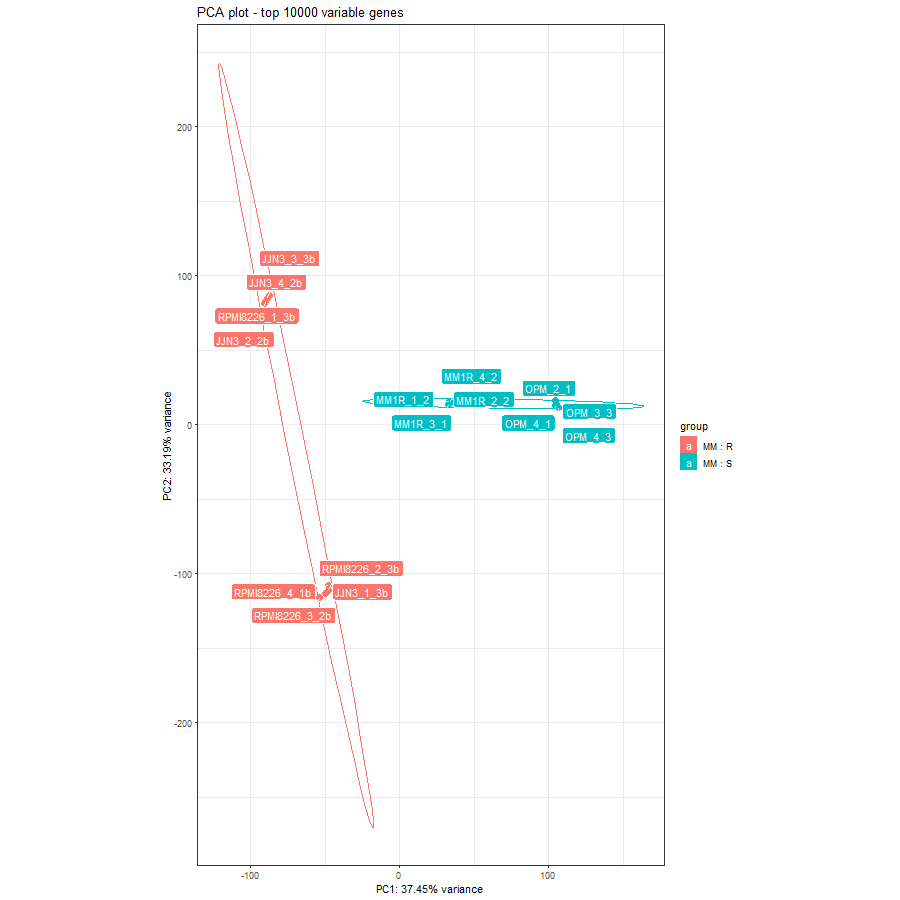 PCA plot - top 10000 variable genes
200
100
0
-100
-200
PC2: 33.19% variance
JJN3_3_3b
JJN3_4_2b
RPMI8226_1_3b
JJN3_2_2b
MM1R_4_2
OPM_2_1
MM1R_1_2
MM1R_2_2
OPM_3_3
MM1R_3_1
OPM_4_1
OPM_4_3
RPMI8226_2_3b
RPMI8226_4_1b
JJN3_1_3b
RPMI8226_3_2b
group
a MM : R
a MM : S
-100 0 100
PC1: 37.45% variance